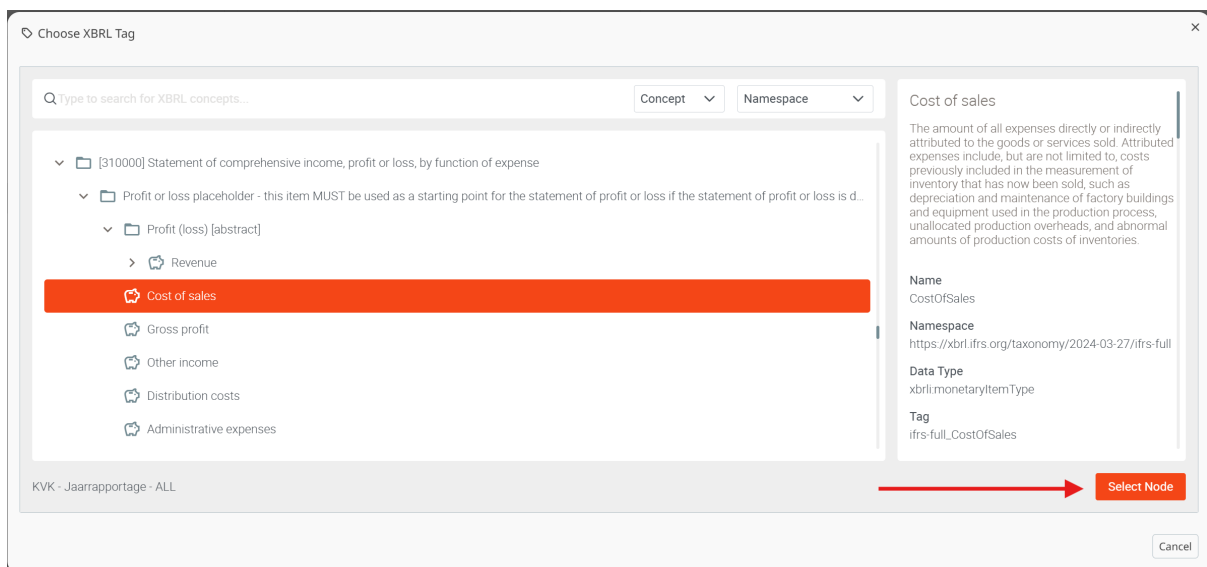 Choose XBRL Tag
Type to search for XBRL concepts...
Concept
Namespace
[310000] Statement of comprehensive income, profit or loss, by function of expense
Profit or loss placeholder - this item MUST be used as a starting point for the statement of profit or loss if the statement of profit or loss is d...
Profit (loss) [abstract]
Revenue
Cost of sales
Gross profit
Other income
Distribution costs
Administrative expenses
Cost of sales
The amount of all expenses directly or indirectly
attributed to the goods or services sold. Attributed
expenses include, but are not limited to, costs
previously included in the measurement of
inventory that has now been sold, such as
depreciation and maintenance of factory buildings
and equipment used in the production process,
unallocated production overheads, and abnormal
amounts of production costs of inventories.
Name
CostOfSales
Namespace
https://xbrl.ifrs.org/taxonomy/2024-03-27/ifrs-full
Data Type
xbrli:monetaryItemType
Tag
ifrs-full_CostOfSales
KVK - Jaarrapportage - ALL
Select Node
Cancel